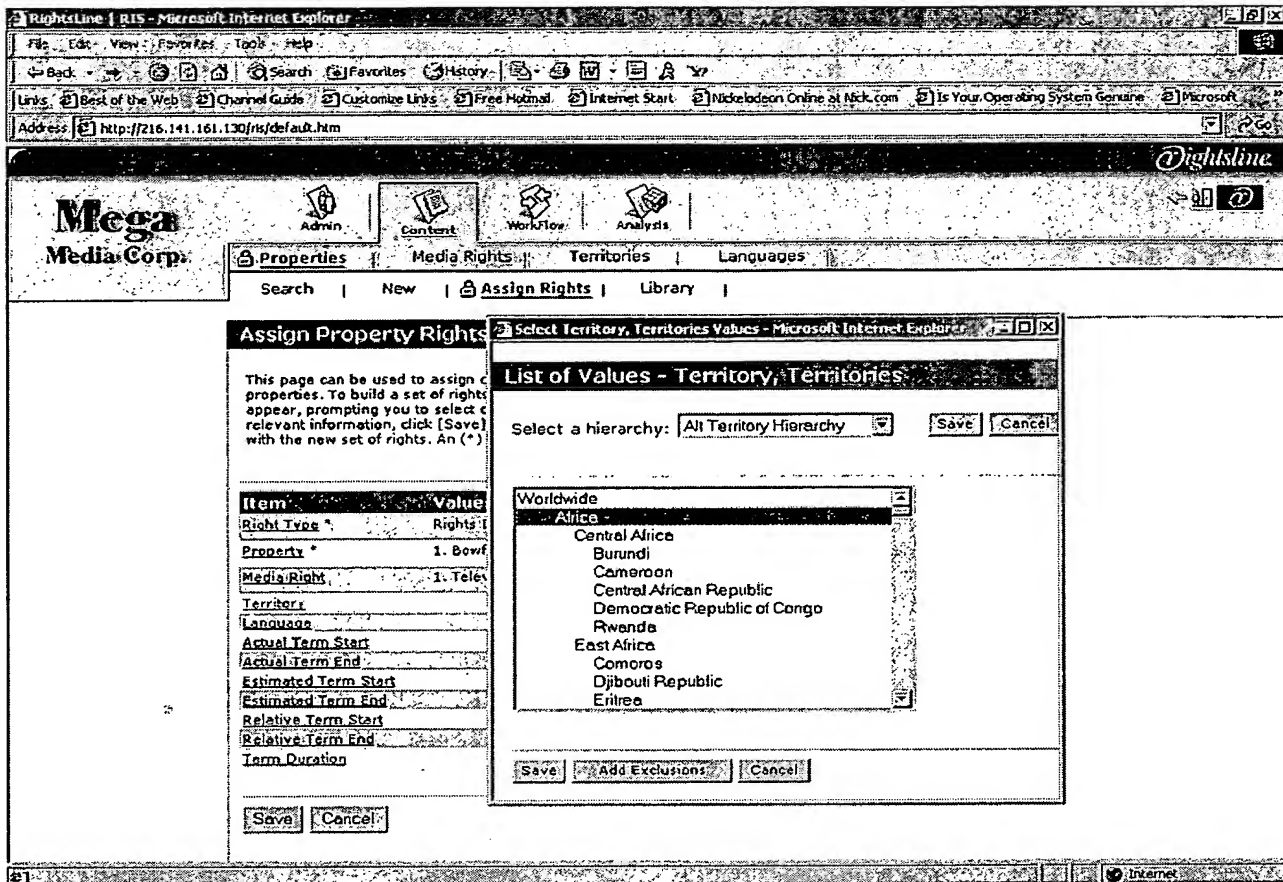 RightsLine | RIS - Microsoft Internet Explorer
File Edit View Favorites Tools Help
Back Search Favorites History
Links Best of the Web Channel Guide Customize Links Free Hotmail Internet Start Nickelodeon Online at Nick.com Is Your Operating System Genuine Microsoft
Address http://216.141.161.130/ris/default.htm Go
Rightsline
Mega
Media Corp.
Admin Content Workflow Analysis
Properties | Media Rights | Territories | Languages
Search | New | Assign Rights | Library |
Assign Property Rights
This page can be used to assign
properties. To build a set of rights
appear, prompting you to select
relevant information, click [Save]
with the new set of rights. An (*)
Item Value
Right Type * Rights
Property * 1. Bowf
Media Right 1. Telev
Territory
Language
Actual Term Start
Actual Term End
Estimated Term Start
Estimated Term End
Relative Term Start
Relative Term End
Term Duration
Save Cancel
Select Territory, Territories Values - Microsoft Internet Explorer
List of Values - Territory, Territories
Select a hierarchy: Alt Territory Hierarchy Save Cancel
Worldwide
Africa
Central Africa
Burundi
Cameroon
Central African Republic
Democratic Republic of Congo
Rwanda
East Africa
Comoros
Djibouti Republic
Eritrea
Save Add Exclusions Cancel
Internet